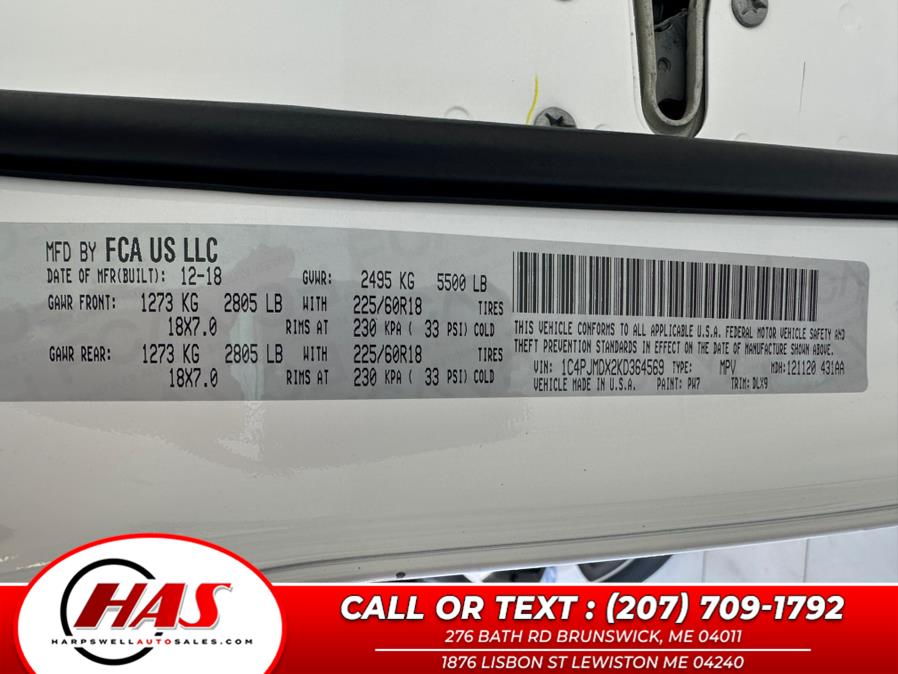 MFD BY FCA US LLC
DATE OF MFR(BUILT): 12-18 GVWR: 2495 KG 5500 LB
GAWR FRONT: 1273 KG 2805 LB WITH 225/60R18 TIRES
18X7.0 RIMS AT 230 KPA ( 33 PSI) COLD
GAWR REAR: 1273 KG 2805 LB WITH 225/60R18 TIRES
18X7.0 RIMS AT 230 KPA ( 33 PSI) COLD
THIS VEHICLE CONFORMS TO ALL APPLICABLE U.S.A. FEDERAL MOTOR VEHICLE SAFETY AND
THEFT PREVENTION STANDARDS IN EFFECT ON THE DATE OF MANUFACTURE SHOWN ABOVE.
VIN: 1C4PJMDX2KD364569 TYPE: MPV MDH: 121120 431AA
VEHICLE MADE IN U.S.A. PAINT: PW7 TRIM: DLX9
HAS
HARPSWELLAUTOSALES.COM
CALL OR TEXT : (207) 709-1792
276 BATH RD BRUNSWICK, ME 04011
1876 LISBON ST LEWISTON ME 04240